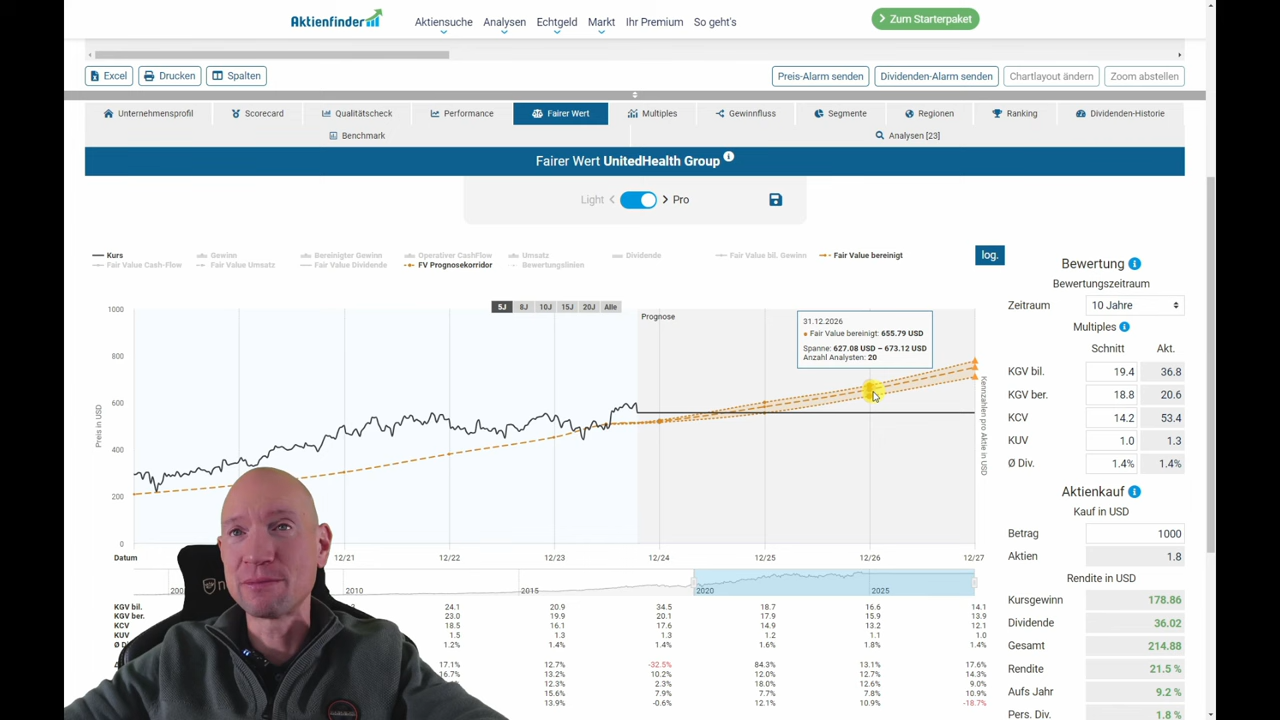 Aktienfinder
Aktiensuche Analysen Echtgeld Markt Ihr Premium So geht's
Zum Starterpaket
Excel Drucken Spalten
Preis-Alarm senden Dividenden-Alarm senden Chartlayout ändern Zoom abstellen
Unternehmensprofil Scorecard Qualitätscheck Performance Fairer Wert Multiples Gewinnfluss Segmente Regionen Ranking Dividenden-Historie
Benchmark Analysen [23]
Fairer Wert UnitedHealth Group
Light Pro
Kurs Gewinn Bereinigter Gewinn Operativer CashFlow Umsatz Dividende Fair Value bil. Gewinn Fair Value bereinigt
Fair Value Cash-Flow Fair Value Umsatz Fair Value Dividende FV Prognosekorridor Bewertungslinien
log.
5J 8J 10J 15J 20J Alle
Prognose
31.12.2026
Fair Value bereinigt: 655.79 USD
Spanne: 627.08 USD – 673.12 USD
Anzahl Analysten: 20
1000
800
600
400
200
0
Preis in USD
Kennzahlen pro Aktie in USD
Datum 12/21 12/22 12/23 12/24 12/25 12/26 12/27
2010 2015 2020 2025
KGV bil. 24.1 20.9 34.5 18.7 16.6 14.1
KGV ber. 23.0 19.9 20.1 17.9 15.9 13.9
KCV 18.5 16.1 17.6 14.9 13.2 12.1
KUV 1.5 1.3 1.3 1.2 1.1 1.0
1.2% 1.4% 1.4% 1.6% 1.8% 1.4%
17.1% 12.7% -32.5% 84.3% 13.1% 17.6%
13.2% 10.2% 12.0% 12.7% 14.3%
12.3% 2.3% 18.0% 12.6% 9.0%
15.6% 7.9% 7.7% 7.8% 10.9%
13.9% -0.6% 12.1% 10.9% -18.7%
Bewertung
Bewertungszeitraum
Zeitraum 10 Jahre
Multiples
Schnitt Akt.
KGV bil. 19.4 36.8
KGV ber. 18.8 20.6
KCV 14.2 53.4
KUV 1.0 1.3
Ø Div. 1.4% 1.4%
Aktienkauf
Kauf in USD
Betrag 1000
Aktien 1.8
Rendite in USD
Kursgewinn 178.86
Dividende 36.02
Gesamt 214.88
Rendite 21.5 %
Aufs Jahr 9.2 %
Pers. Div. 1.8 %